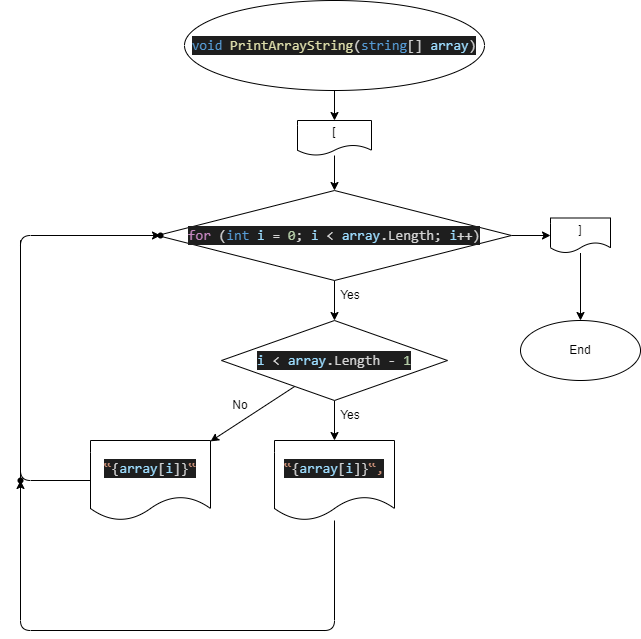 void PrintArrayString(string[] array)
[
for (int i = 0; i < array.Length; i++)
]
Yes
End
i < array.Length - 1
No
Yes
“{array[i]}“
“{array[i]}“,